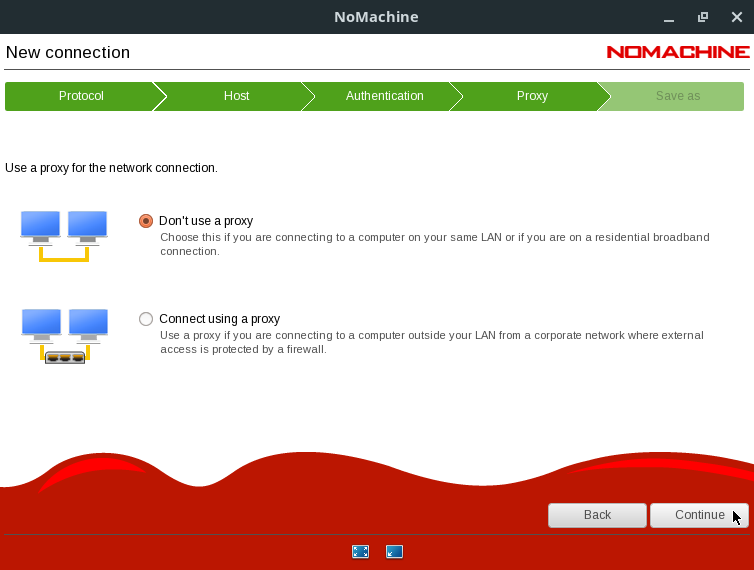 NoMachine
New connection
NOMACHINE
Protocol
Host
Authentication
Proxy
Save as
Use a proxy for the network connection.
Don't use a proxy
Choose this if you are connecting to a computer on your same LAN or if you are on a residential broadband
connection.
Connect using a proxy
Use a proxy if you are connecting to a computer outside your LAN from a corporate network where external
access is protected by a firewall.
Back
Continue